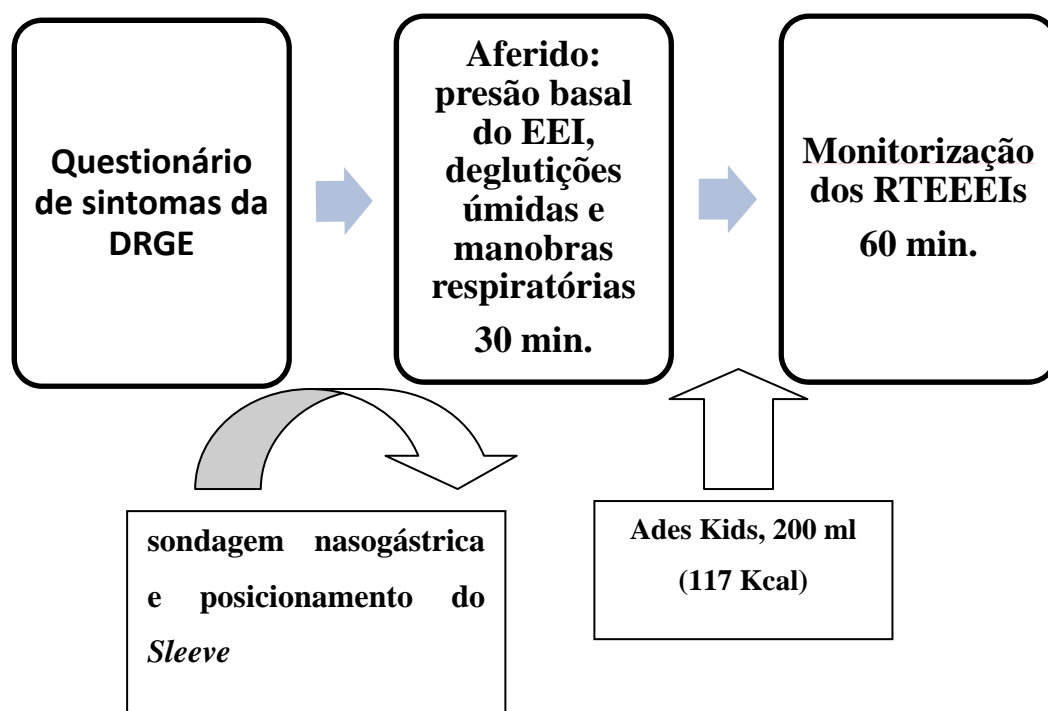 Questionário
de sintomas da
DRGE
Aferido:
presão basal
do EEI,
deglutições
úmidas e
manobras
respiratórias
30 min.
Monitorização
dos RTEEEIs
60 min.
sondagem nasogástrica
e posicionamento do
Sleeve
Ades Kids, 200 ml
(117 Kcal)